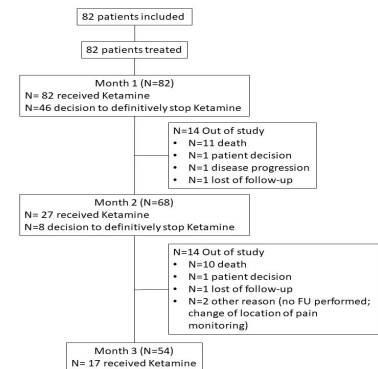 82 patients included
82 patients treated
Month 1 (N=82)
N= 82 received Ketamine
N=46 decision to definitively stop Ketamine
N=14 Out of study
• N=11 death
• N=1 patient decision
• N=1 disease progression
• N=1 lost of follow-up
Month 2 (N=68)
N= 27 received Ketamine
N=8 decision to definitively stop Ketamine
N=14 Out of study
• N=10 death
• N=1 patient decision
• N=1 lost of follow-up
• N=2 other reason (no FU performed;
change of location of pain
monitoring)
Month 3 (N=54)
N= 17 received Ketamine